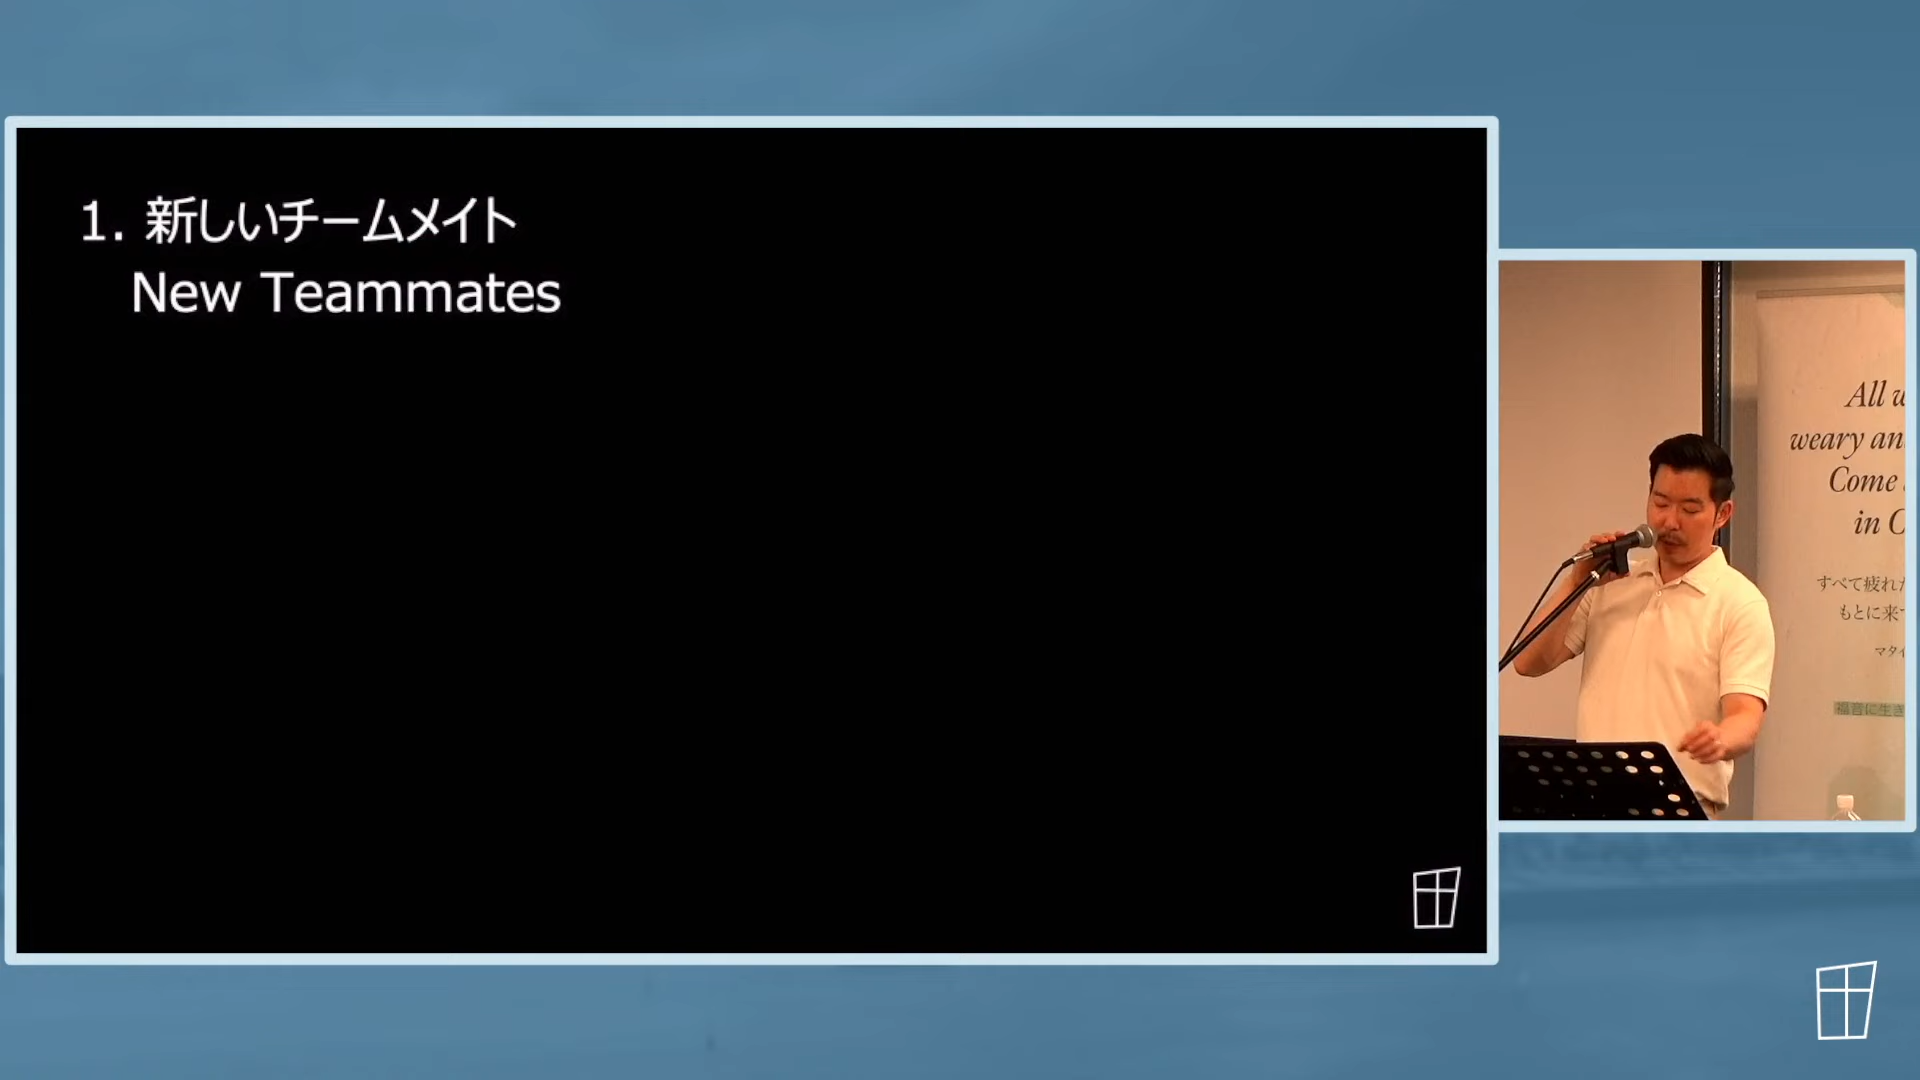 1. 新しいチームメイト
New Teammates
All w
weary an
Come
in C
すべて疲れ
もとに来
マタイ
福音に生き